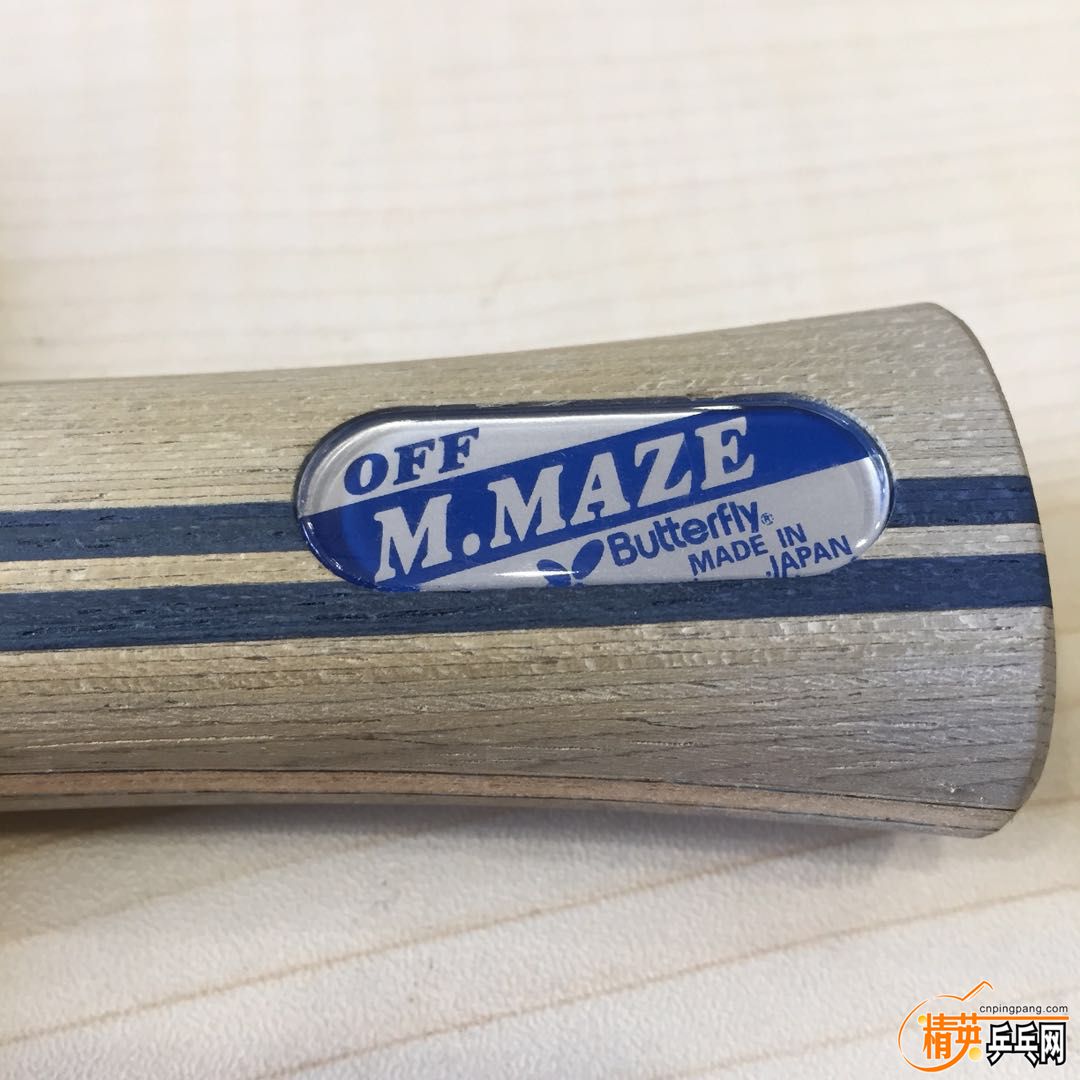 OFF
M.MAZE
Butterfly®
MADE IN
JAPAN
cnpingpang.com
精英乒乓网